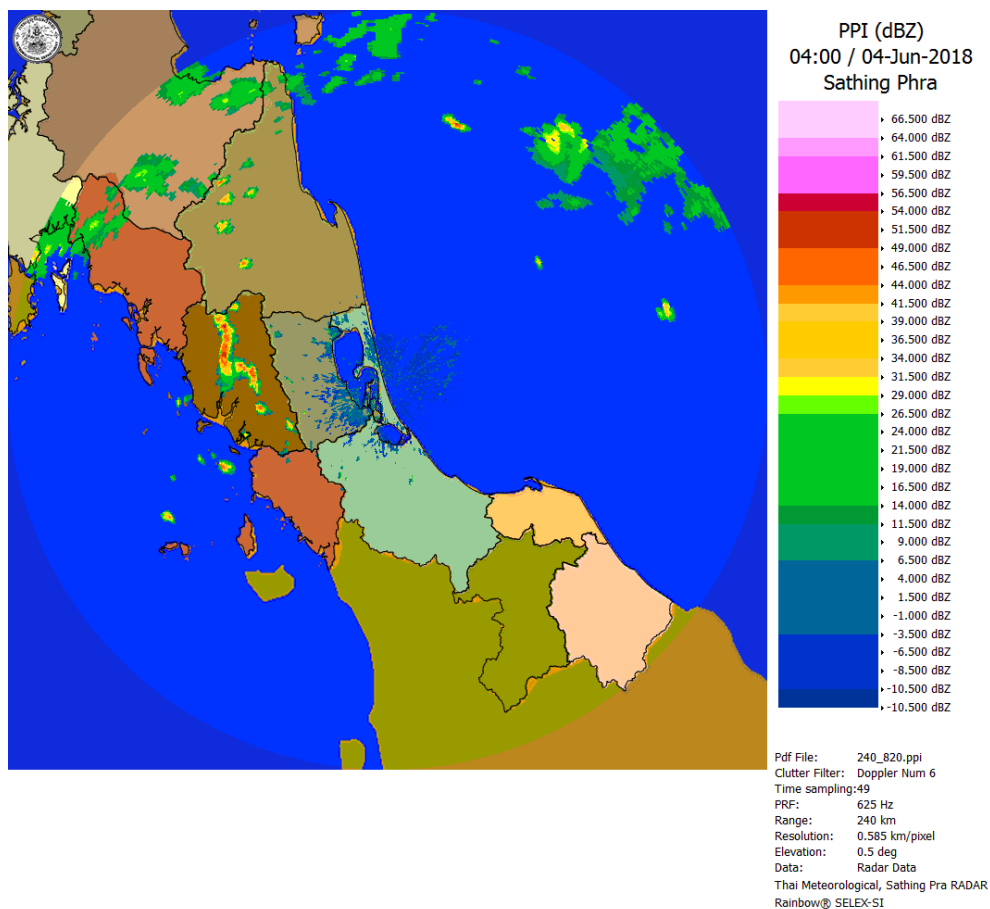 PPI (dBZ)
04:00 / 04-Jun-2018
Sathing Phra
66.500 dBZ
64.000 dBZ
61.500 dBZ
59.500 dBZ
56.500 dBZ
54.000 dBZ
51.500 dBZ
49.000 dBZ
46.500 dBZ
44.000 dBZ
41.500 dBZ
39.000 dBZ
36.500 dBZ
34.000 dBZ
31.500 dBZ
29.000 dBZ
26.500 dBZ
24.000 dBZ
21.500 dBZ
19.000 dBZ
16.500 dBZ
14.000 dBZ
11.500 dBZ
9.000 dBZ
6.500 dBZ
4.000 dBZ
1.500 dBZ
-1.000 dBZ
-3.500 dBZ
-6.500 dBZ
-8.500 dBZ
-10.500 dBZ
-10.500 dBZ
Pdf File: 240_820.ppi
Clutter Filter: Doppler Num 6
Time sampling:49
PRF: 625 Hz
Range: 240 km
Resolution: 0.585 km/pixel
Elevation: 0.5 deg
Data: Radar Data
Thai Meteorological, Sathing Pra RADAR
Rainbow® SELEX-SI